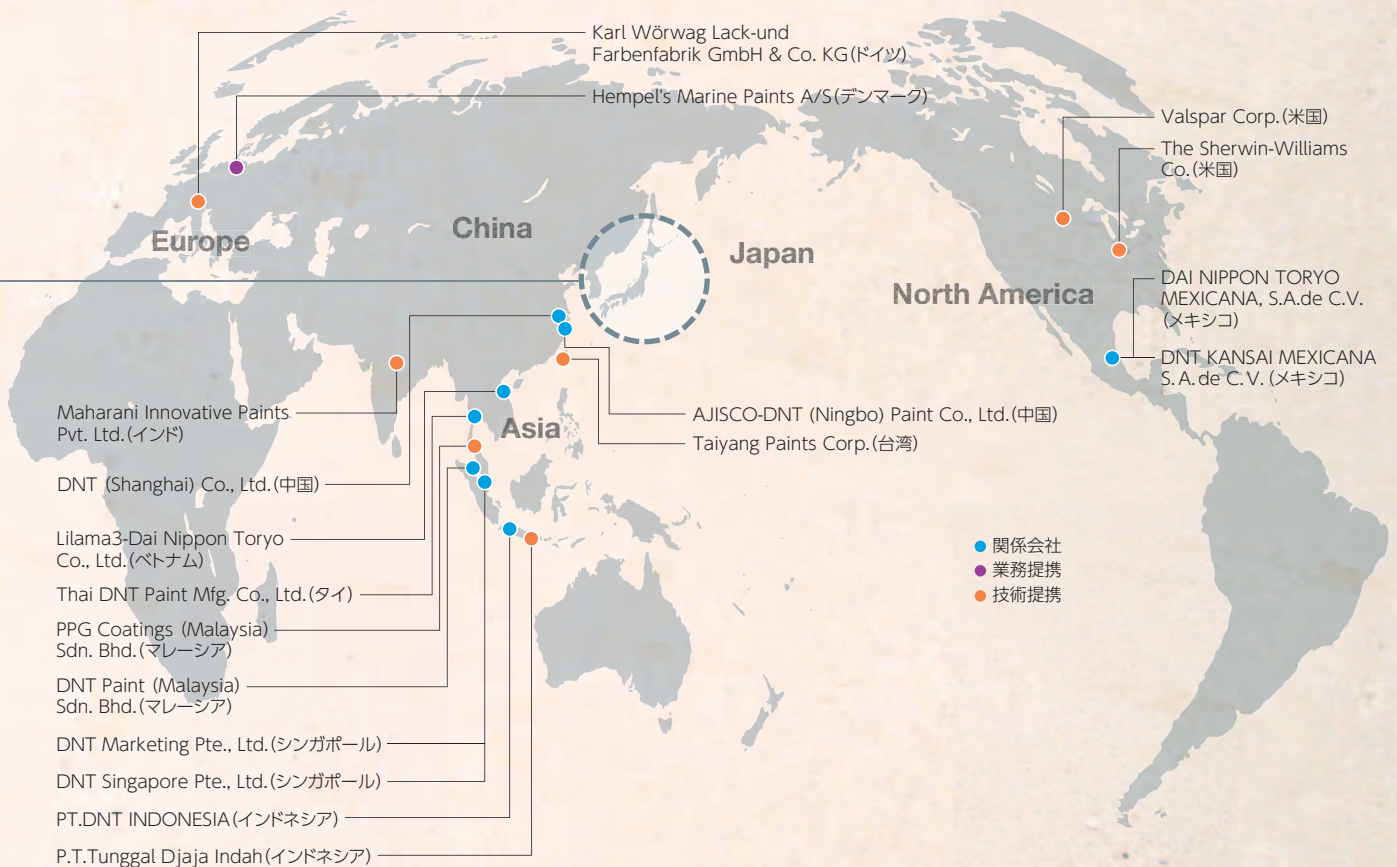 Karl Wörwag Lack-und
Farbenfabrik GmbH & Co. KG(ドイツ)
Hempel's Marine Paints A/S(デンマーク)
Valspar Corp.(米国)
The Sherwin-Williams
Co.(米国)
Europe
China
Japan
North America
DAI NIPPON TORYO
MEXICANA, S.A.de C.V.
(メキシコ)
DNT KANSAI MEXICANA
S.A.de C.V.(メキシコ)
Asia
Maharani Innovative Paints
Pvt. Ltd.(インド)
AJISCO-DNT (Ningbo) Paint Co., Ltd.(中国)
Taiyang Paints Corp.(台湾)
DNT (Shanghai) Co., Ltd.(中国)
Lilama3-Dai Nippon Toryo
Co., Ltd.(ベトナム)
Thai DNT Paint Mfg. Co., Ltd.(タイ)
PPG Coatings (Malaysia)
Sdn. Bhd.(マレーシア)
DNT Paint (Malaysia)
Sdn. Bhd.(マレーシア)
DNT Marketing Pte., Ltd.(シンガポール)
DNT Singapore Pte., Ltd.(シンガポール)
PT.DNT INDONESIA(インドネシア)
P.T.Tunggal Djaja Indah(インドネシア)
関係会社
業務提携
技術提携